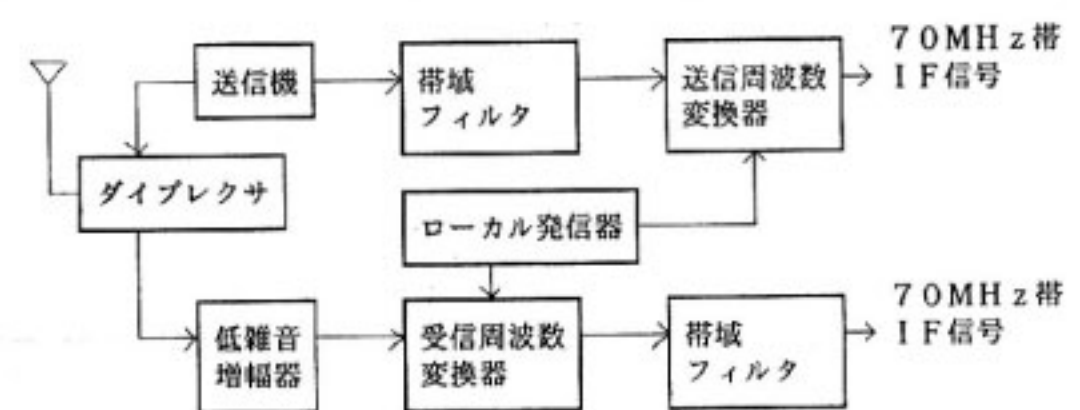 70MHz帯
IF信号
送信機
帯域
フィルタ
送信周波数
変換器
ダイプレクサ
ローカル発信器
70MHz帯
IF信号
低雑音
増幅器
受信周波数
変換器
帯域
フィルタ